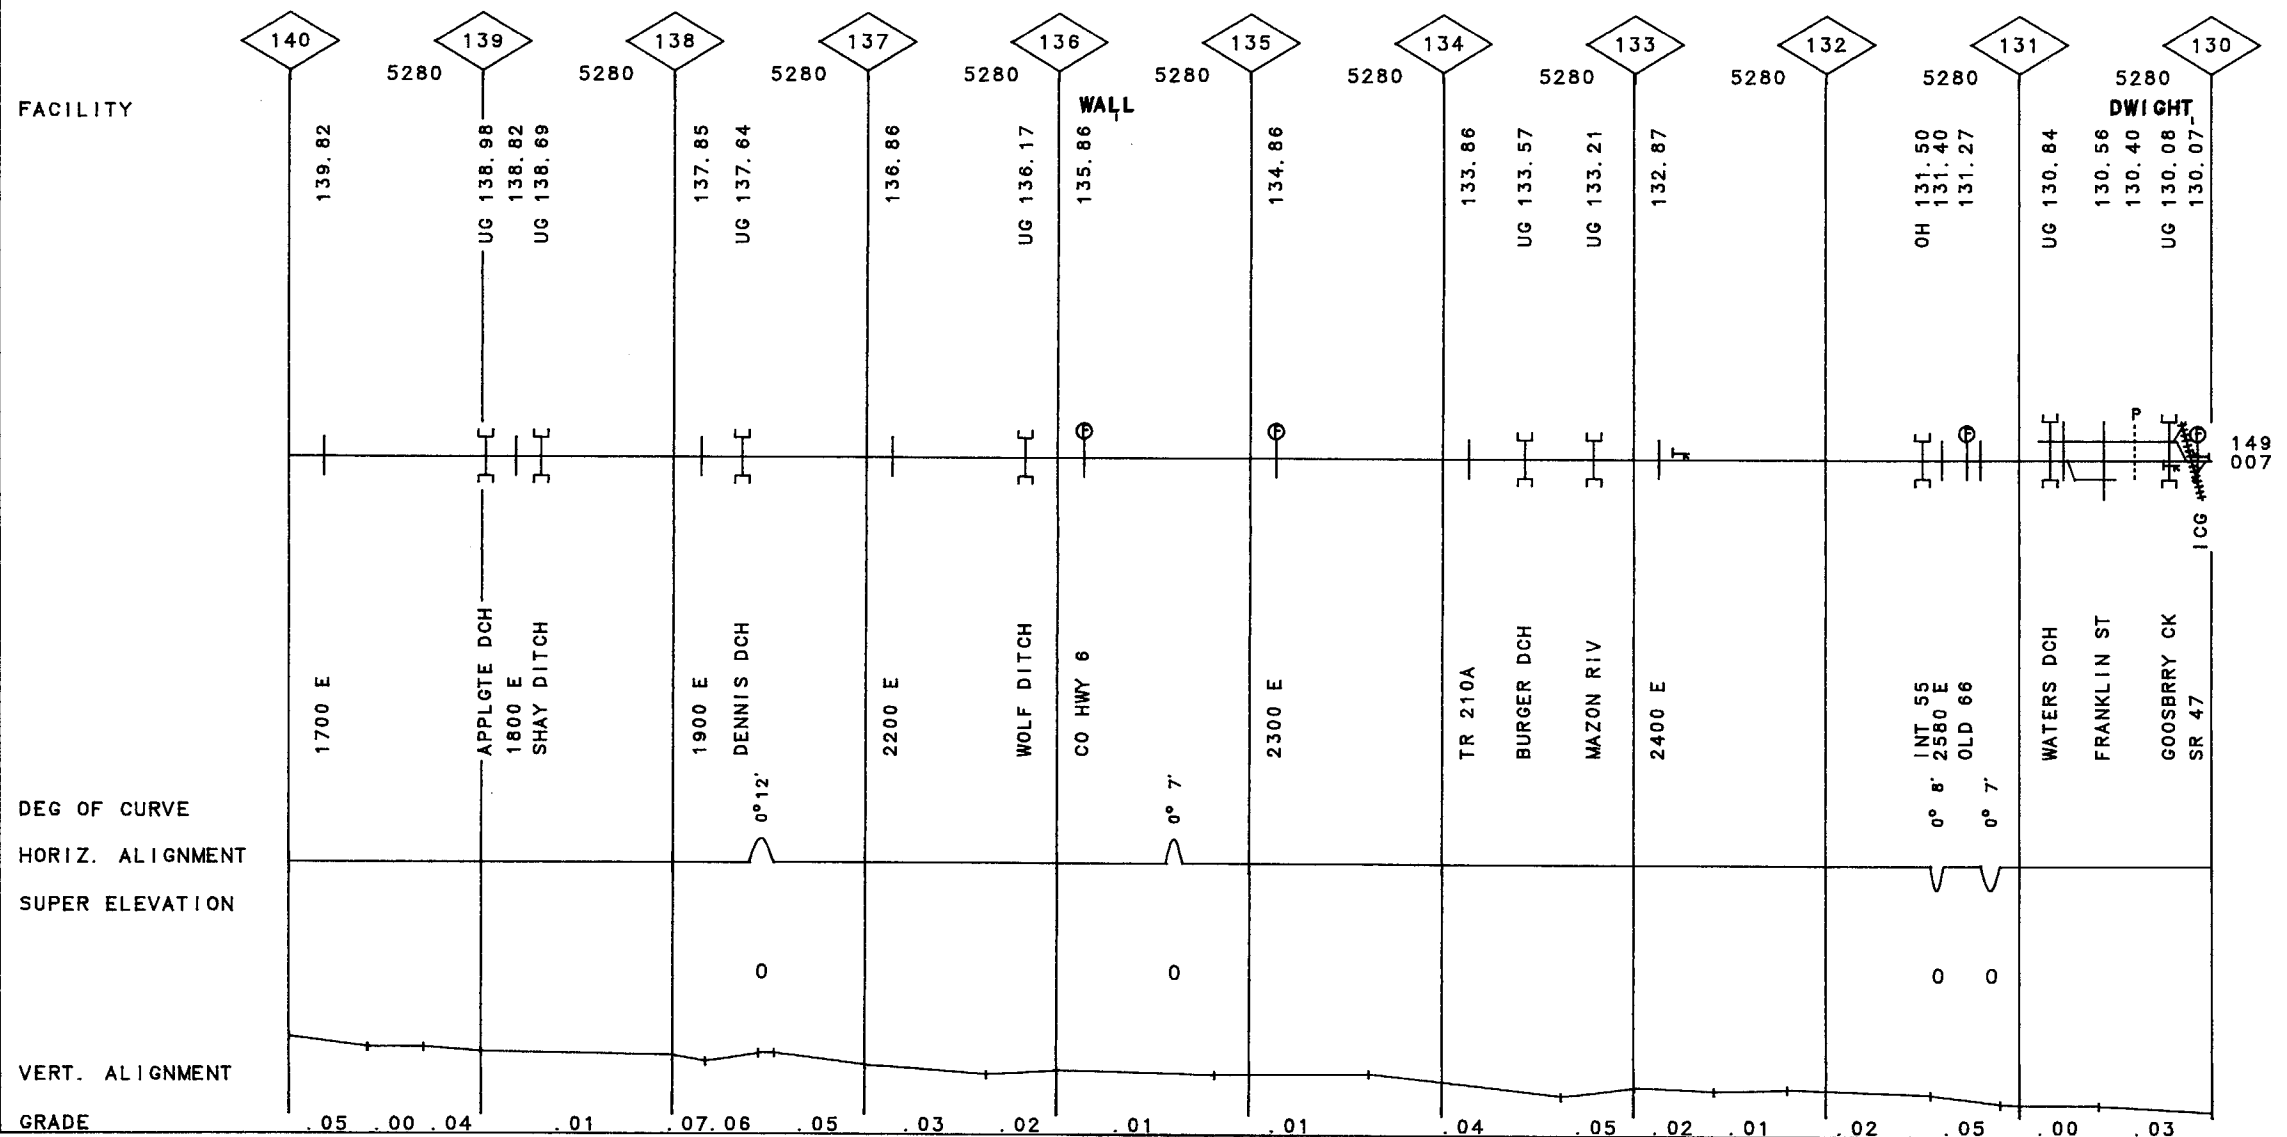 140 139 138 137 136 135 134 133 132 131 130
5280 5280 5280 5280 5280 5280 5280 5280 5280 5280
FACILITY
WALL
DWIGHT
139.82
UG 138.98
138.82
UG 138.69
137.85
UG 137.64
136.86
UG 136.17
135.86
134.86
133.86
UG 133.57
UG 133.21
132.87
OH 131.50
131.40
131.27
UG 130.84
130.56
130.40
UG 130.08
130.07
F
F
F
P
F
149
007
ICG
1700 E
APPLGTE DCH
1800 E
SHAY DITCH
1900 E
DENNIS DCH
2200 E
WOLF DITCH
CO HWY 6
2300 E
TR 210A
BURGER DCH
MAZON RIV
2400 E
INT 55
2580 E
OLD 66
WATERS DCH
FRANKLIN ST
GOOSBRRY CK
SR 47
DEG OF CURVE
0°12'
0° 7'
0° 8'
0° 7'
HORIZ. ALIGNMENT
SUPER ELEVATION
0 0 0 0
VERT. ALIGNMENT
GRADE
.05 .00 .04 .01 .07 .06 .05 .03 .02 .01 .01 .04 .05 .02 .01 .02 .05 .00 .03